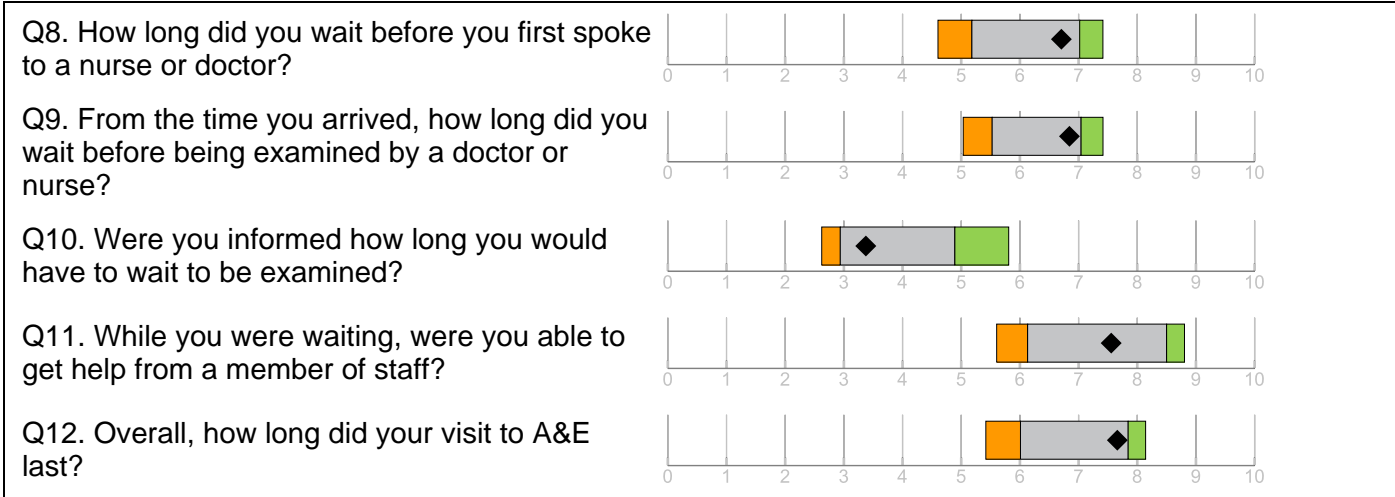 Q8. How long did you wait before you first spoke
to a nurse or doctor?
0 1 2 3 4 5 6 7 8 9 10
Q9. From the time you arrived, how long did you
wait before being examined by a doctor or
nurse?
0 1 2 3 4 5 6 7 8 9 10
Q10. Were you informed how long you would
have to wait to be examined?
0 1 2 3 4 5 6 7 8 9 10
Q11. While you were waiting, were you able to
get help from a member of staff?
0 1 2 3 4 5 6 7 8 9 10
Q12. Overall, how long did your visit to A&E
last?
0 1 2 3 4 5 6 7 8 9 10